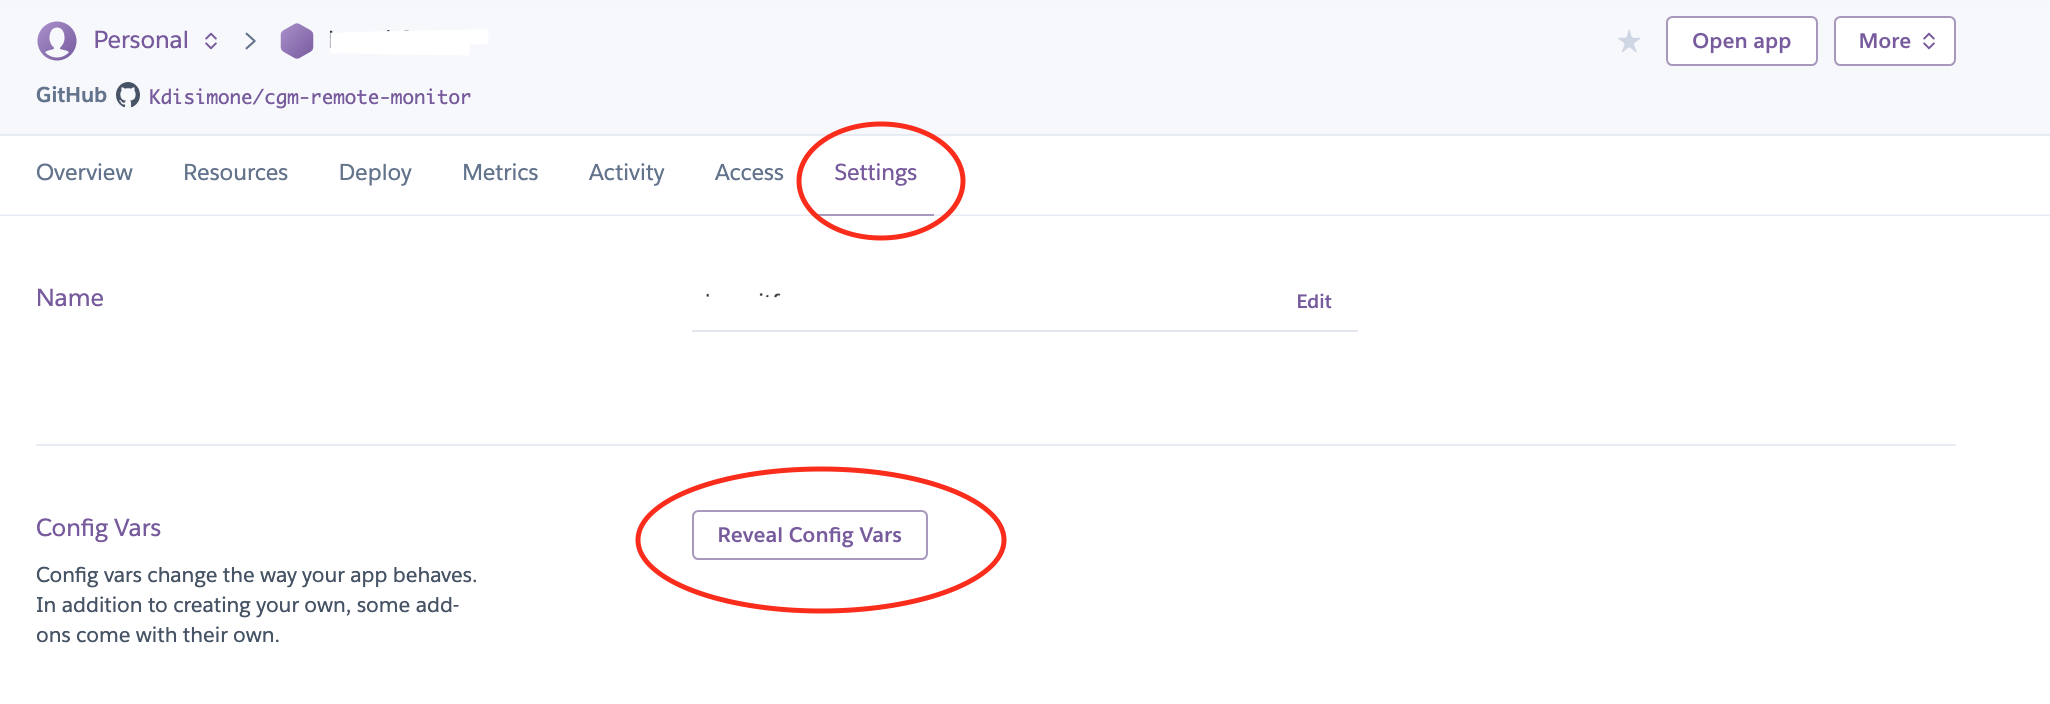 Personal
Open app
More
GitHub Kdisimone/cgm-remote-monitor
Overview Resources Deploy Metrics Activity Access Settings
Name
Edit
Config Vars
Reveal Config Vars
Config vars change the way your app behaves.
In addition to creating your own, some add-
ons come with their own.